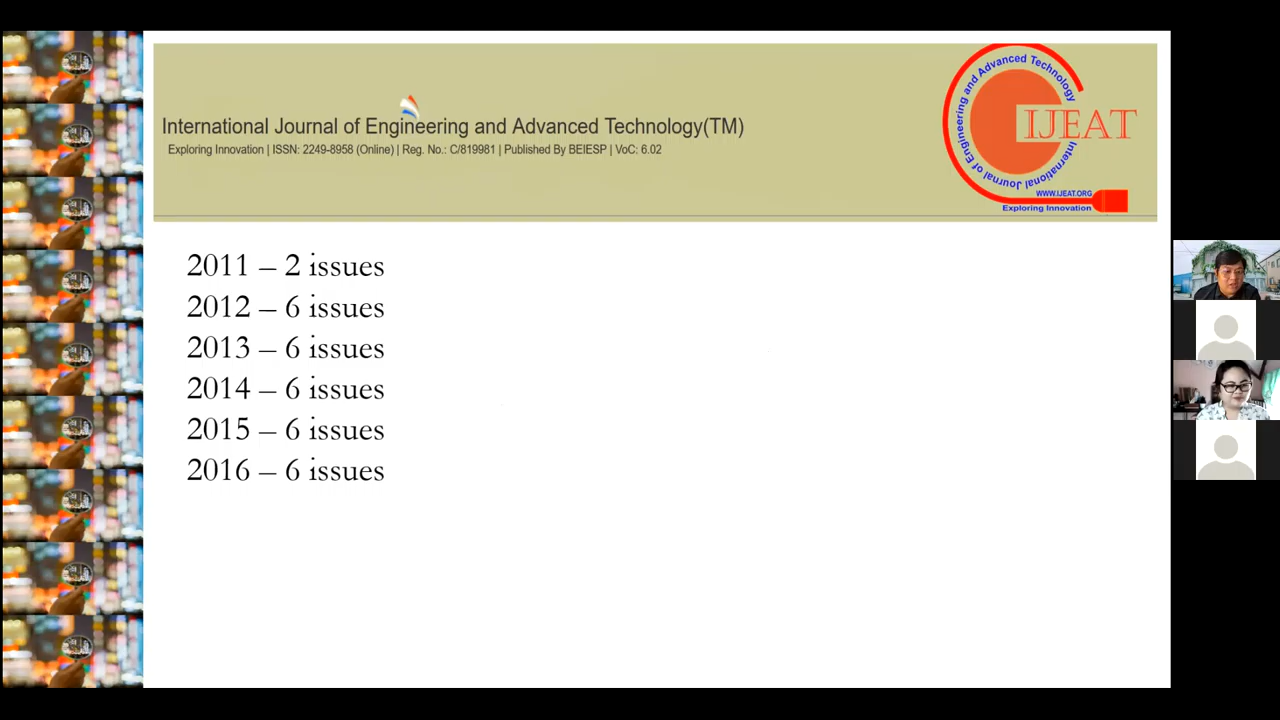 International Journal of Engineering and Advanced Technology(TM)
Exploring Innovation | ISSN: 2249-8958 (Online) | Reg. No.: C/819981 | Published By BEIESP | VoC: 6.02
International Journal of Engineering and Advanced Technology
IJEAT
WWW.IJEAT.ORG
Exploring Innovation
2011 – 2 issues
2012 – 6 issues
2013 – 6 issues
2014 – 6 issues
2015 – 6 issues
2016 – 6 issues